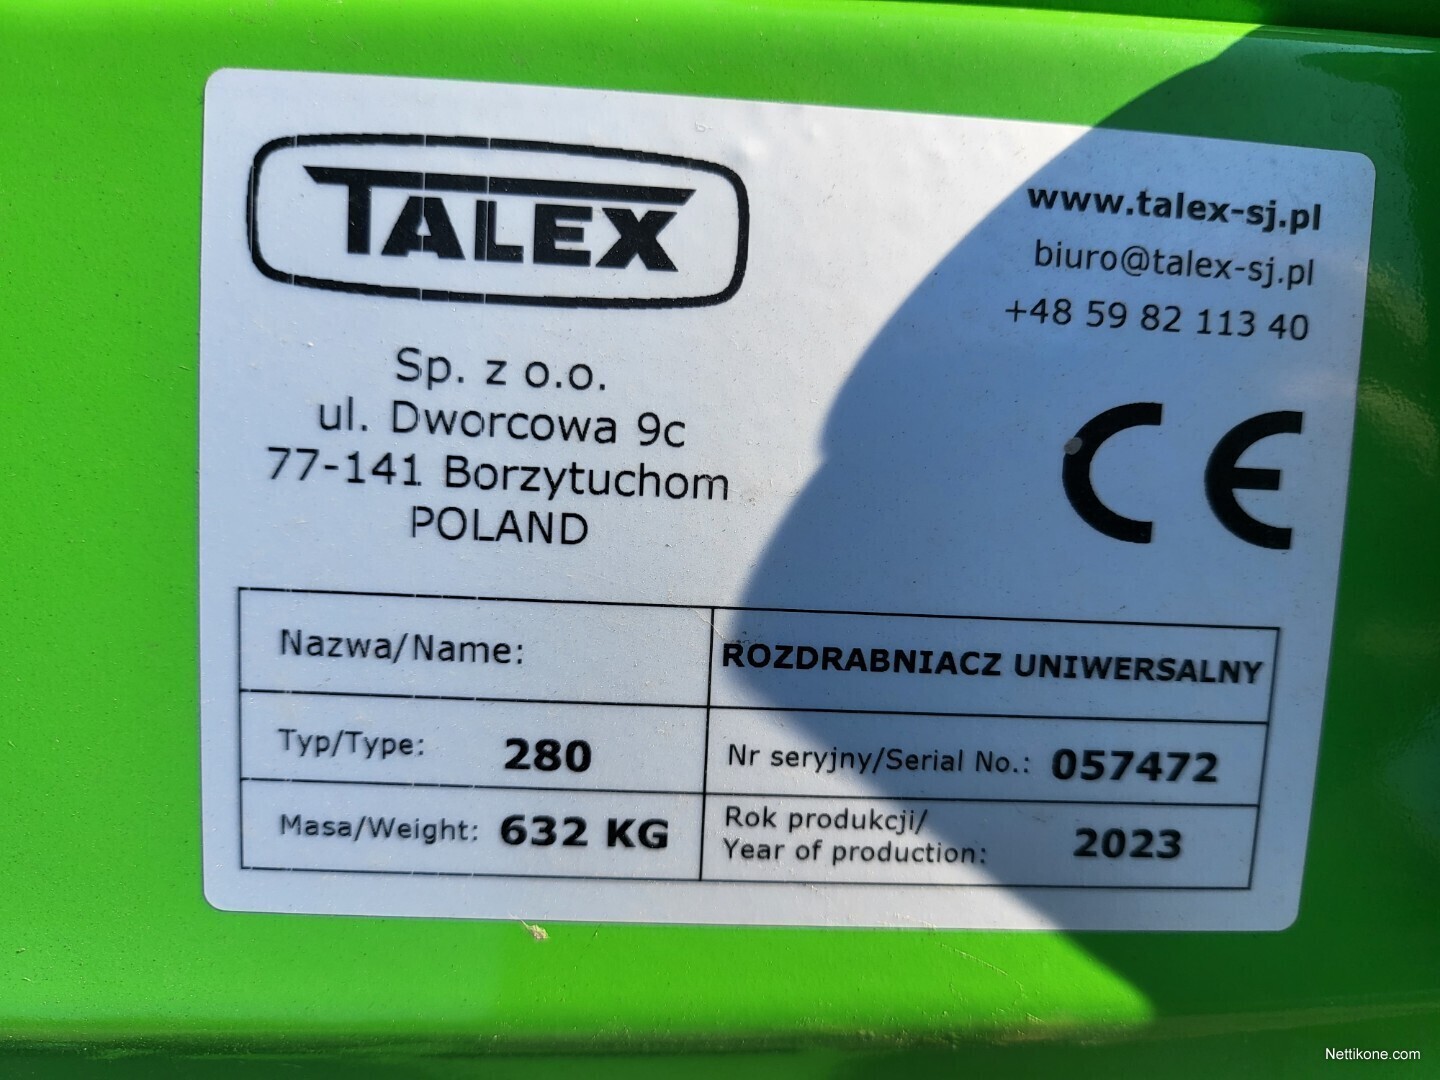 TALEX
Sp. z o.o.
ul. Dworcowa 9c
77-141 Borzytuchom
POLAND
www.talex-sj.pl
biuro@talex-sj.pl
+48 59 82 113 40
CE
Nazwa/Name: ROZDRABNIACZ UNIWERSALNY
Typ/Type: 280 Nr seryjny/Serial No.: 057472
Masa/Weight: 632 KG Rok produkcji/
Year of production: 2023
Nettikone.com